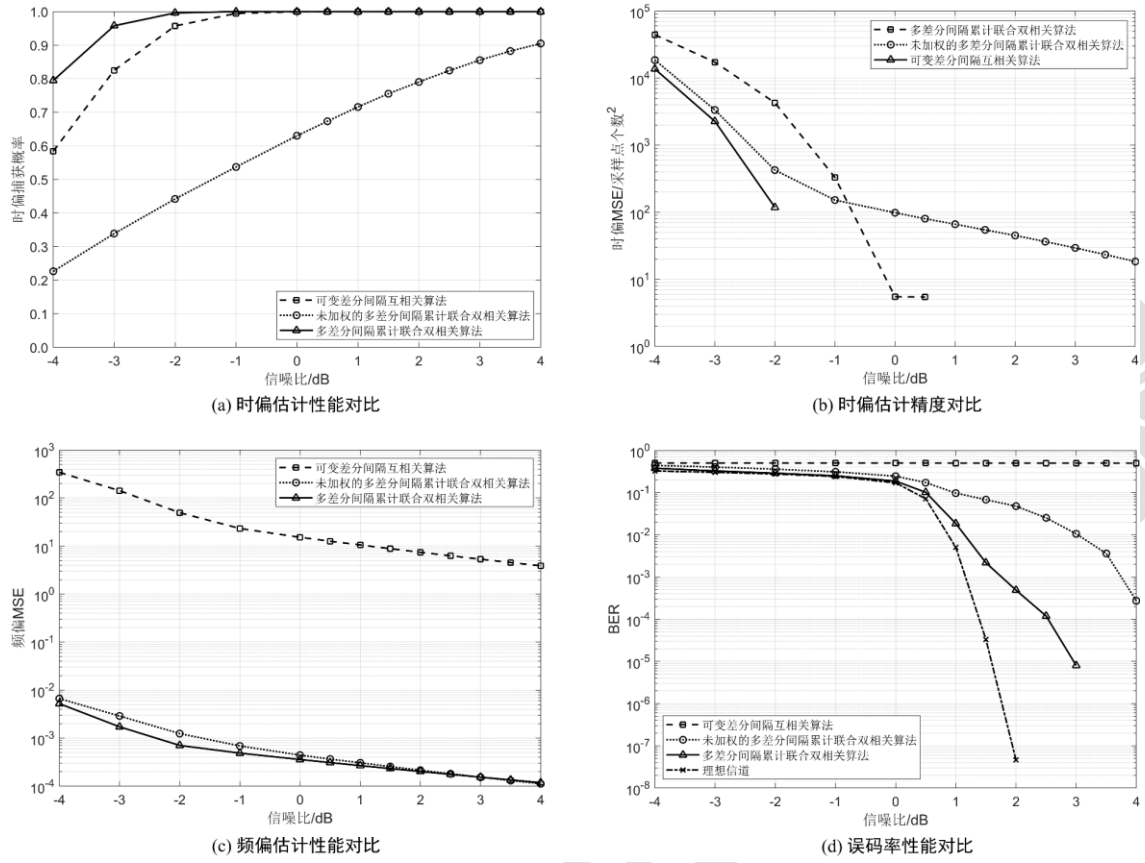 1.0
0.9
0.8
0.7
0.6
0.5
0.4
0.3
0.2
0.1
0.0
时偏捕获概率
可变差分间隔互相关算法
未加权的多差分间隔累计联合双相关算法
多差分间隔累计联合双相关算法
-4 -3 -2 -1 0 1 2 3 4
信噪比/dB
(a) 时偏估计性能对比
10^5
10^4
10^3
10^2
10^1
10^0
时偏MSE/采样点个数^2
多差分间隔累计联合双相关算法
未加权的多差分间隔累计联合双相关算法
可变差分间隔互相关算法
-4 -3 -2 -1 0 1 2 3 4
信噪比/dB
(b) 时偏估计精度对比
10^3
10^2
10^1
10^0
10^-1
10^-2
10^-3
10^-4
频偏MSE
可变差分间隔互相关算法
未加权的多差分间隔累计联合双相关算法
多差分间隔累计联合双相关算法
-4 -3 -2 -1 0 1 2 3 4
信噪比/dB
(c) 频偏估计性能对比
10^0
10^-1
10^-2
10^-3
10^-4
10^-5
10^-6
10^-7
10^-8
BER
可变差分间隔互相关算法
未加权的多差分间隔累计联合双相关算法
多差分间隔累计联合双相关算法
理想信道
-4 -3 -2 -1 0 1 2 3 4
信噪比/dB
(d) 误码率性能对比